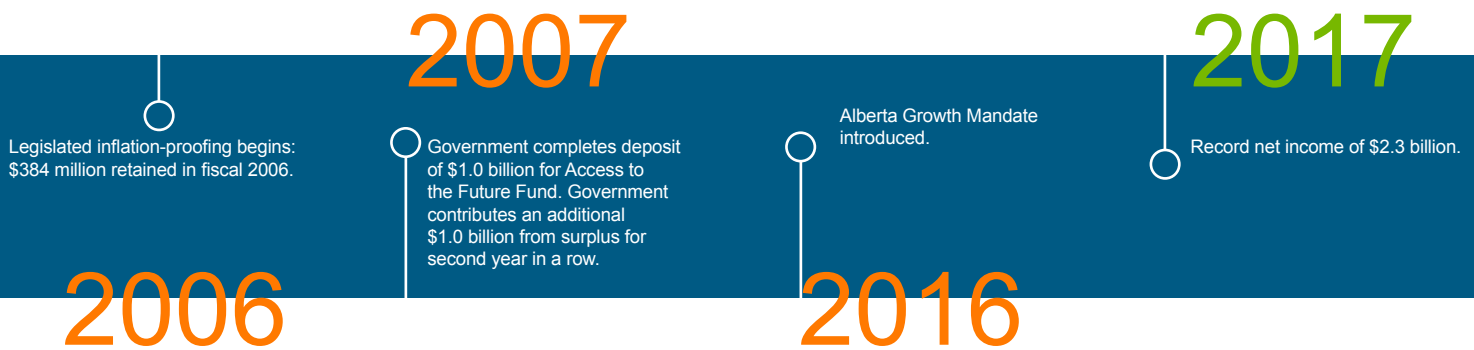 Legislated inflation-proofing begins:
$384 million retained in fiscal 2006.
2006
2007
Government completes deposit
of $1.0 billion for Access to
the Future Fund. Government
contributes an additional
$1.0 billion from surplus for
second year in a row.
Alberta Growth Mandate
introduced.
2016
2017
Record net income of $2.3 billion.